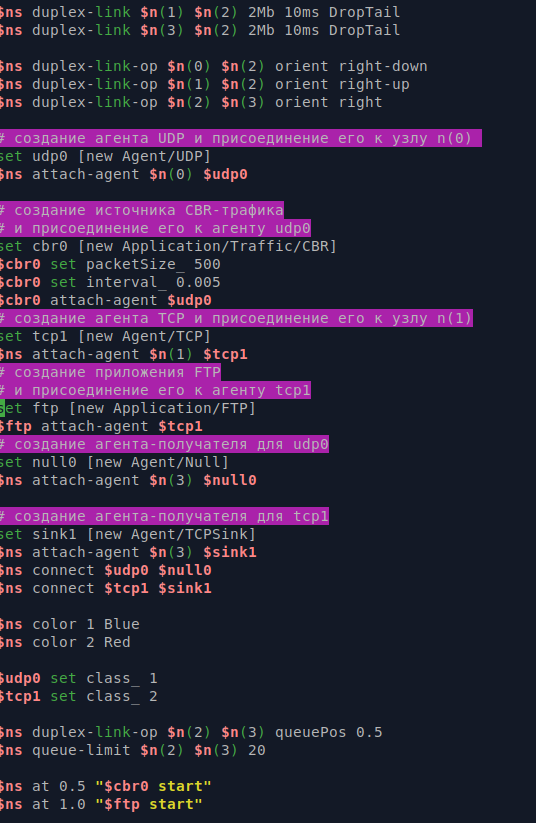 $ns duplex-link $n(1) $n(2) 2Mb 10ms DropTail
$ns duplex-link $n(3) $n(2) 2Mb 10ms DropTail
$ns duplex-link-op $n(0) $n(2) orient right-down
$ns duplex-link-op $n(1) $n(2) orient right-up
$ns duplex-link-op $n(2) $n(3) orient right
# создание агента UDP и присоединение его к узлу n(0)
set udp0 [new Agent/UDP]
$ns attach-agent $n(0) $udp0
# создание источника CBR-трафика
# и присоединение его к агенту udp0
set cbr0 [new Application/Traffic/CBR]
$cbr0 set packetSize_ 500
$cbr0 set interval_ 0.005
$cbr0 attach-agent $udp0
# создание агента TCP и присоединение его к узлу n(1)
set tcp1 [new Agent/TCP]
$ns attach-agent $n(1) $tcp1
# создание приложения FTP
# и присоединение его к агенту tcp1
set ftp [new Application/FTP]
$ftp attach-agent $tcp1
# создание агента-получателя для udp0
set null0 [new Agent/Null]
$ns attach-agent $n(3) $null0
# создание агента-получателя для tcp1
set sink1 [new Agent/TCPSink]
$ns attach-agent $n(3) $sink1
$ns connect $udp0 $null0
$ns connect $tcp1 $sink1
$ns color 1 Blue
$ns color 2 Red
$udp0 set class_ 1
$tcp1 set class_ 2
$ns duplex-link-op $n(2) $n(3) queuePos 0.5
$ns queue-limit $n(2) $n(3) 20
$ns at 0.5 "$cbr0 start"
$ns at 1.0 "$ftp start"